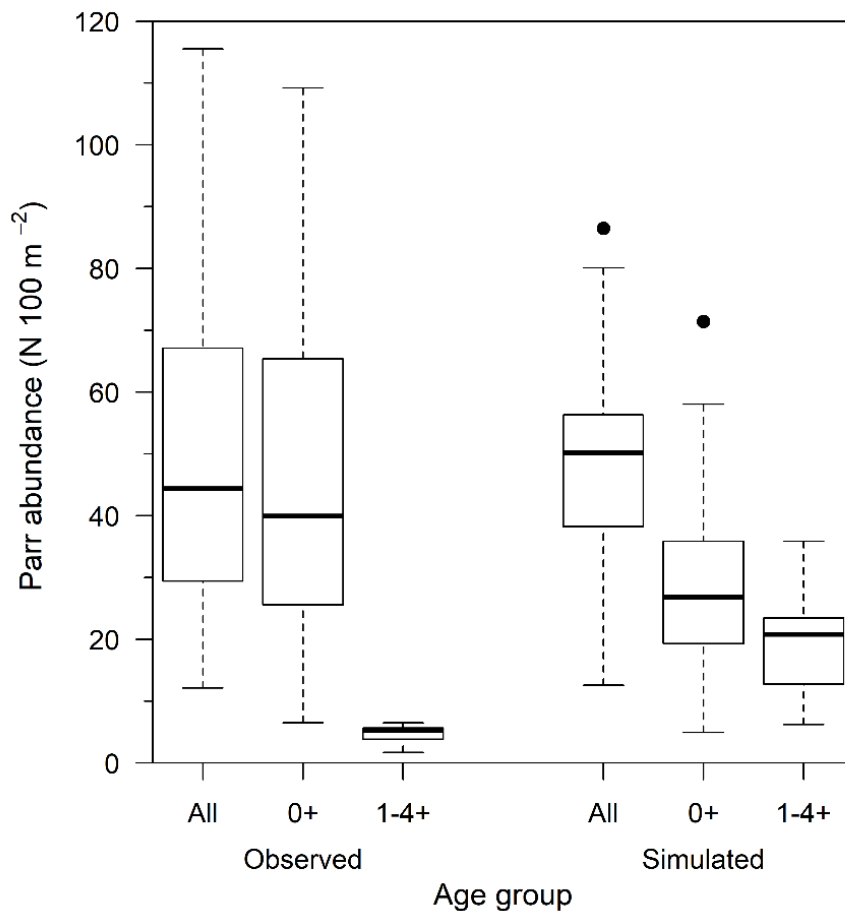 120
100
80
60
40
20
0
Parr abundance (N 100 m⁻²)
All 0+ 1-4+ All 0+ 1-4+
Observed Simulated
Age group